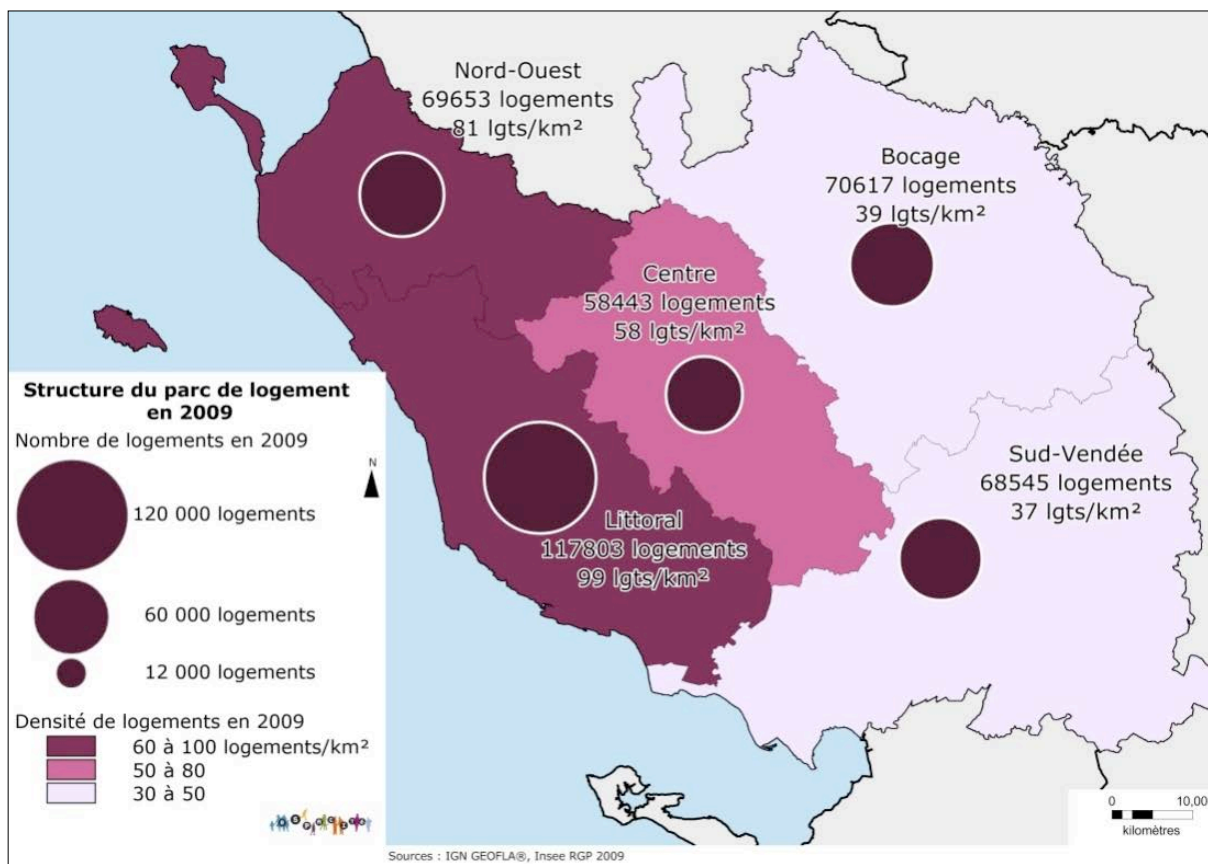 Nord-Ouest
69653 logements
81 lgts/km²
Bocage
70617 logements
39 lgts/km²
Centre
58443 logements
58 lgts/km²
Sud-Vendée
68545 logements
37 lgts/km²
Littoral
117803 logements
99 lgts/km²
Structure du parc de logement
en 2009
Nombre de logements en 2009
N
120 000 logements
60 000 logements
12 000 logements
Densité de logements en 2009
60 à 100 logements/km²
50 à 80
30 à 50
0 10,00
kilomètres
Sources : IGN GEOFLA®, Insee RGP 2009